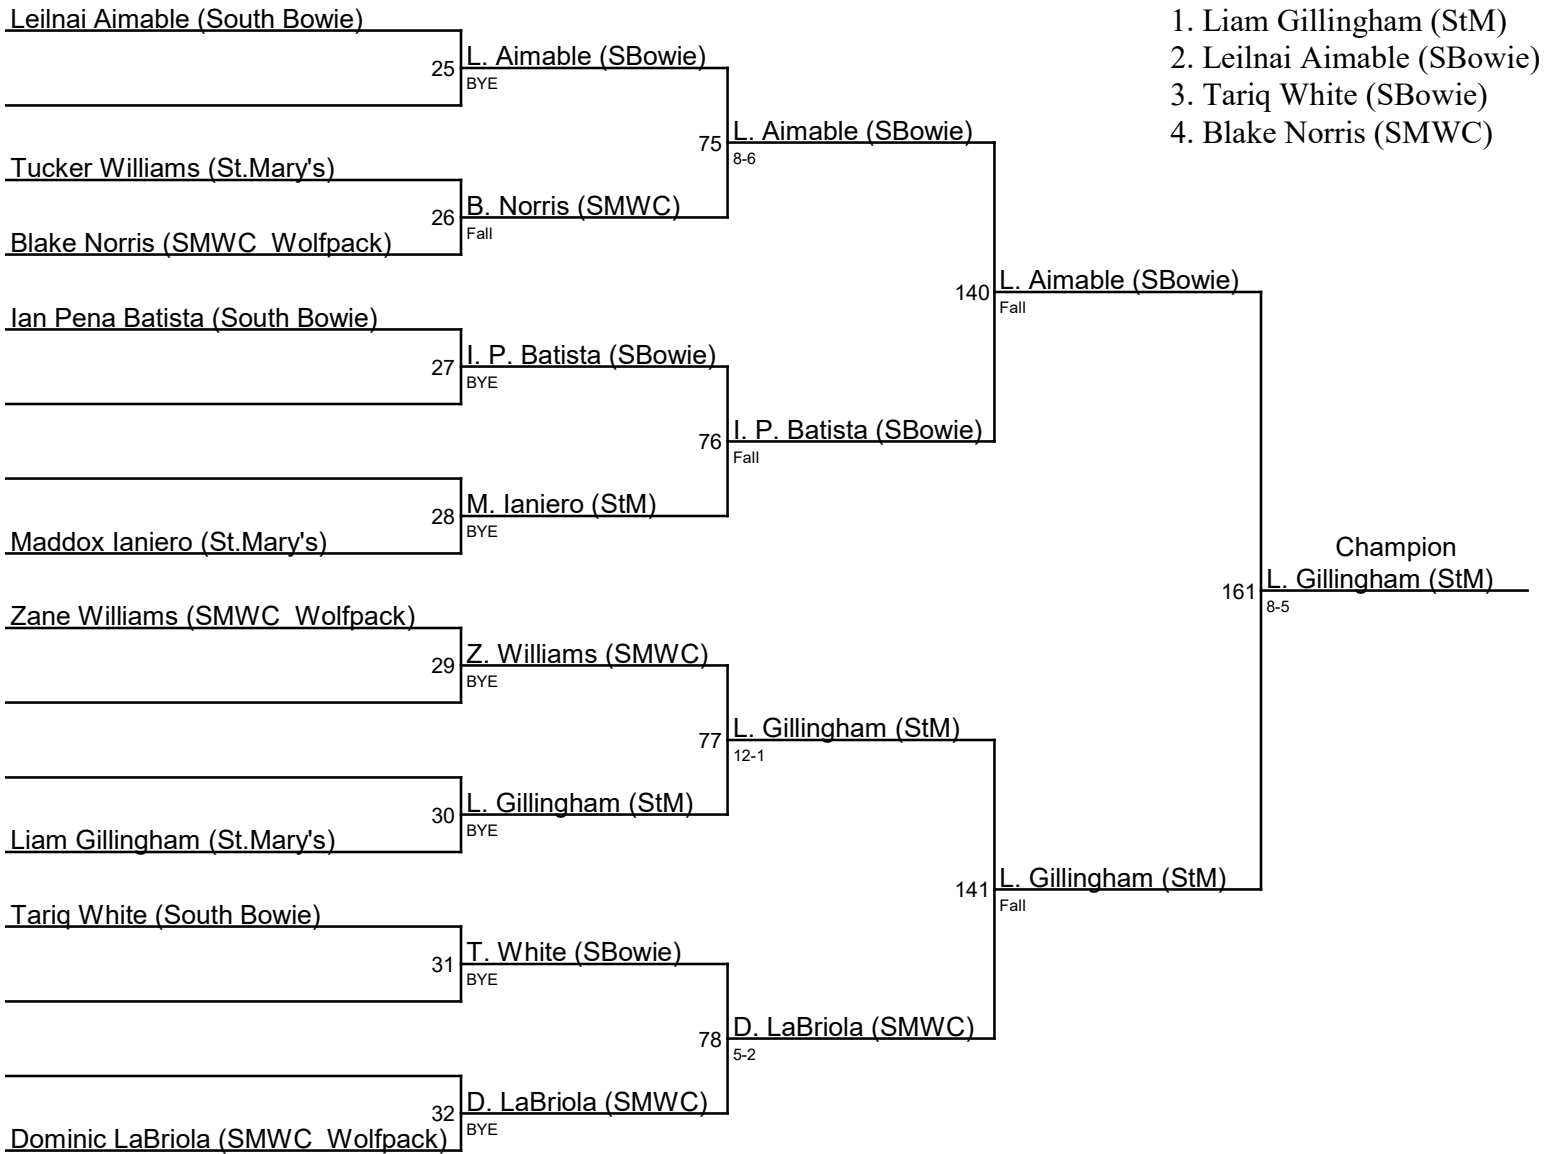 Leilnai Aimable (South Bowie)
1. Liam Gillingham (StM)
2. Leilnai Aimable (SBowie)
3. Tariq White (SBowie)
4. Blake Norris (SMWC)
25 L. Aimable (SBowie)
BYE
75 L. Aimable (SBowie)
8-6
Tucker Williams (St.Mary's)
26 B. Norris (SMWC)
Fall
Blake Norris (SMWC Wolfpack)
140 L. Aimable (SBowie)
Fall
Ian Pena Batista (South Bowie)
27 I. P. Batista (SBowie)
BYE
76 I. P. Batista (SBowie)
Fall
28 M. Ianiero (StM)
BYE
Maddox Ianiero (St.Mary's)
Champion
161 L. Gillingham (StM)
8-5
Zane Williams (SMWC Wolfpack)
29 Z. Williams (SMWC)
BYE
77 L. Gillingham (StM)
12-1
30 L. Gillingham (StM)
BYE
Liam Gillingham (St.Mary's)
141 L. Gillingham (StM)
Fall
Tariq White (South Bowie)
31 T. White (SBowie)
BYE
78 D. LaBriola (SMWC)
5-2
32 D. LaBriola (SMWC)
BYE
Dominic LaBriola (SMWC Wolfpack)